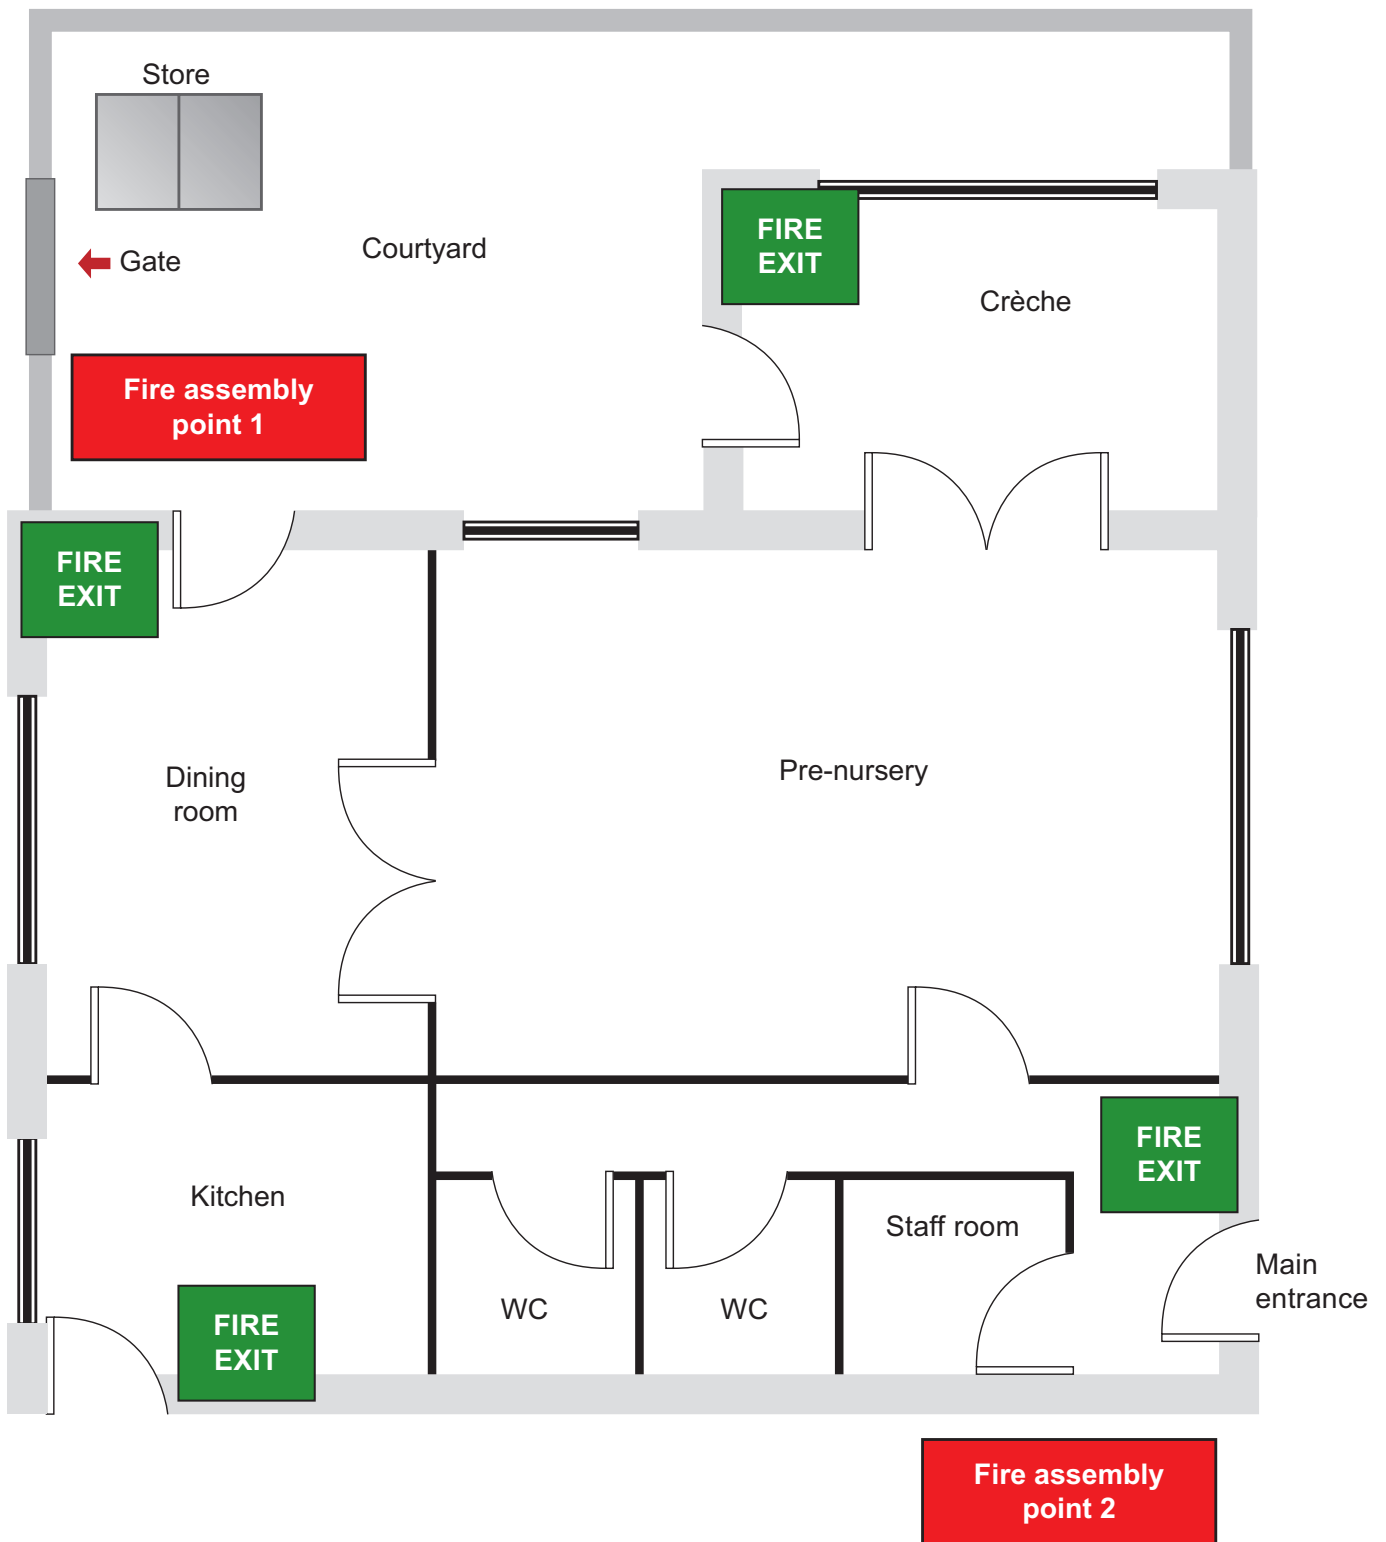 Store
FIRE
EXIT
Courtyard
Gate
Crèche
Fire assembly
point 1
FIRE
EXIT
Dining
room
Pre-nursery
FIRE
EXIT
Kitchen
Staff room
Main
entrance
WC
WC
FIRE
EXIT
Fire assembly
point 2